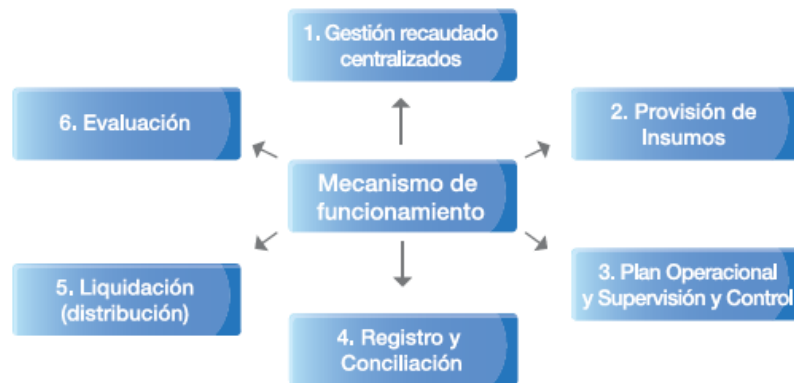 1. Gestión recaudado
centralizados
2. Provisión de
Insumos
3. Plan Operacional
y Supervisión y Control
4. Registro y
Conciliación
5. Liquidación
(distribución)
6. Evaluación
Mecanismo de
funcionamiento